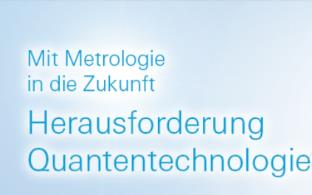 Mit Metrologie
in die Zukunft
Herausforderung
Quantentechnologie